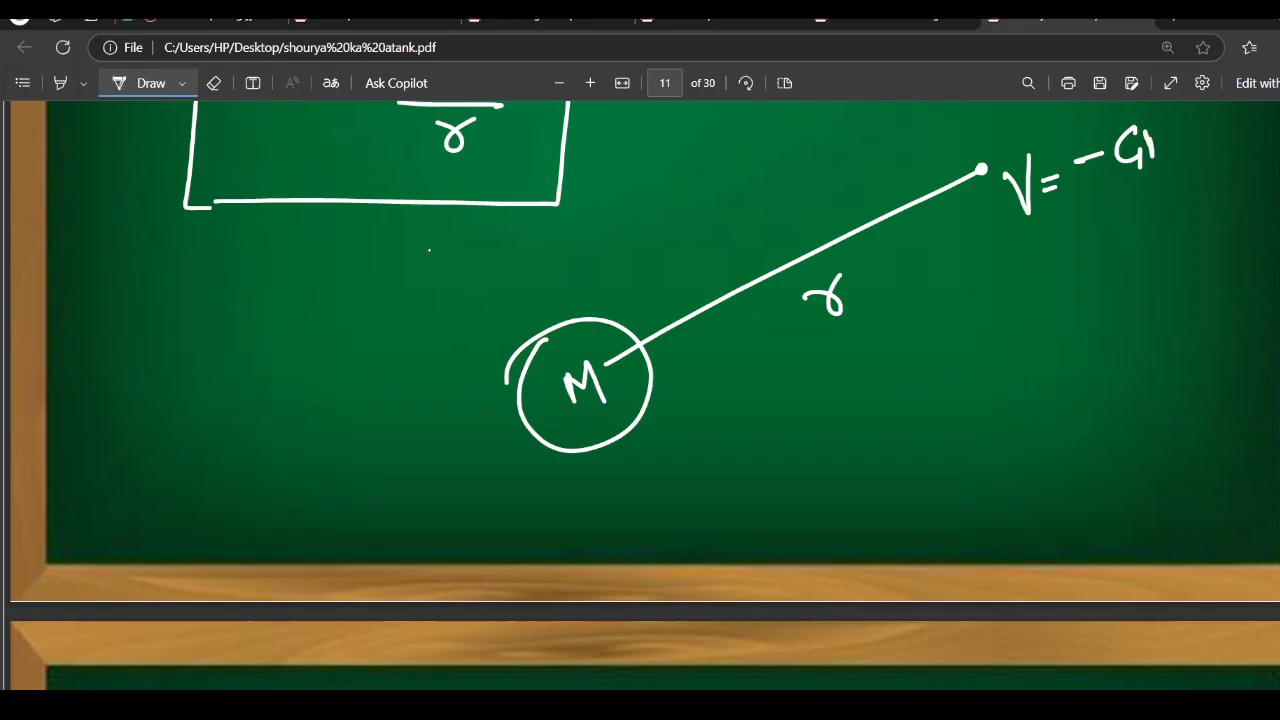 File C:/Users/HP/Desktop/shourya%20ka%20atank.pdf
Draw Ask Copilot 11 of 30 Edit with
r
V = - G
r
M